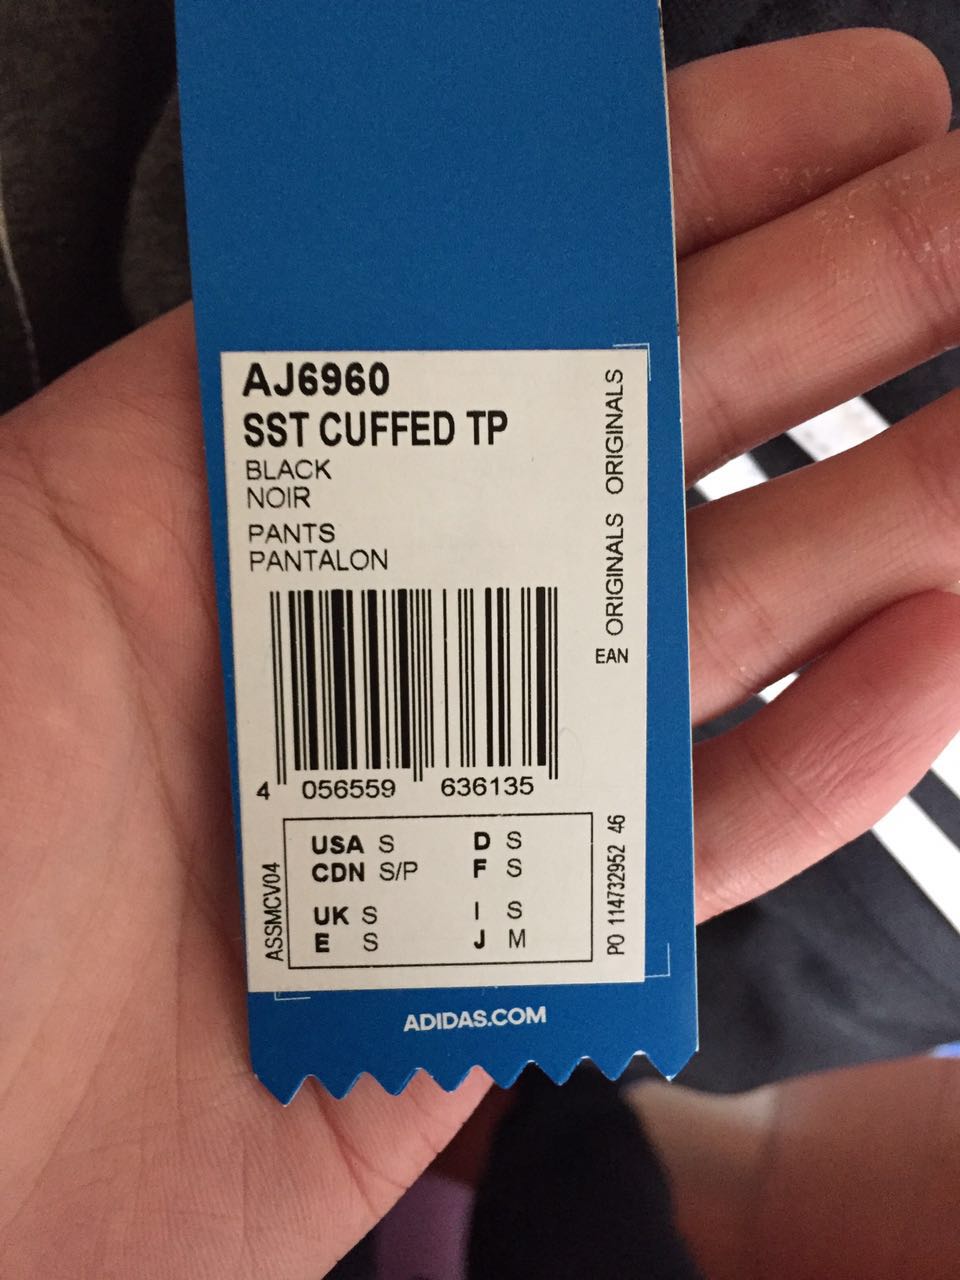 AJ6960
SST CUFFED TP
BLACK
NOIR
PANTS
PANTALON
EAN ORIGINALS ORIGINALS
4 056559 636135
ASSMCV04
USA S D S
CDN S/P F S
UK S I S
E S J M
PO 114732952 46
ADIDAS.COM